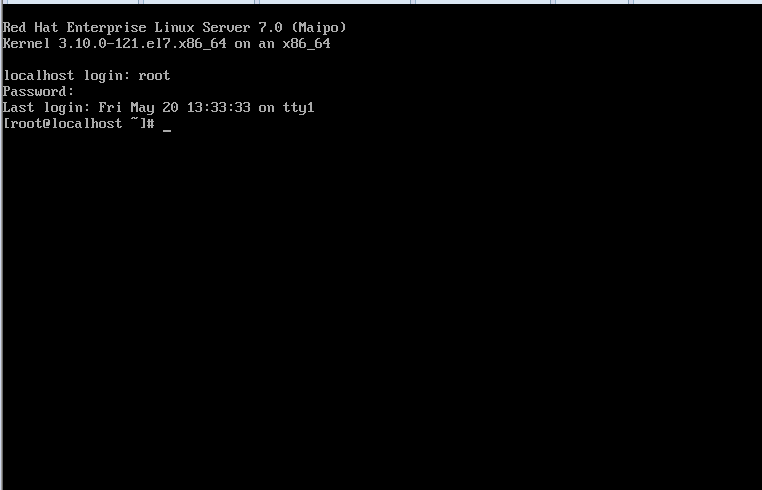 Red Hat Enterprise Linux Server 7.0 (Maipo)
Kernel 3.10.0-121.el7.x86_64 on an x86_64
localhost login: root
Password:
Last login: Fri May 20 13:33:33 on tty1
[root@localhost ~]# _